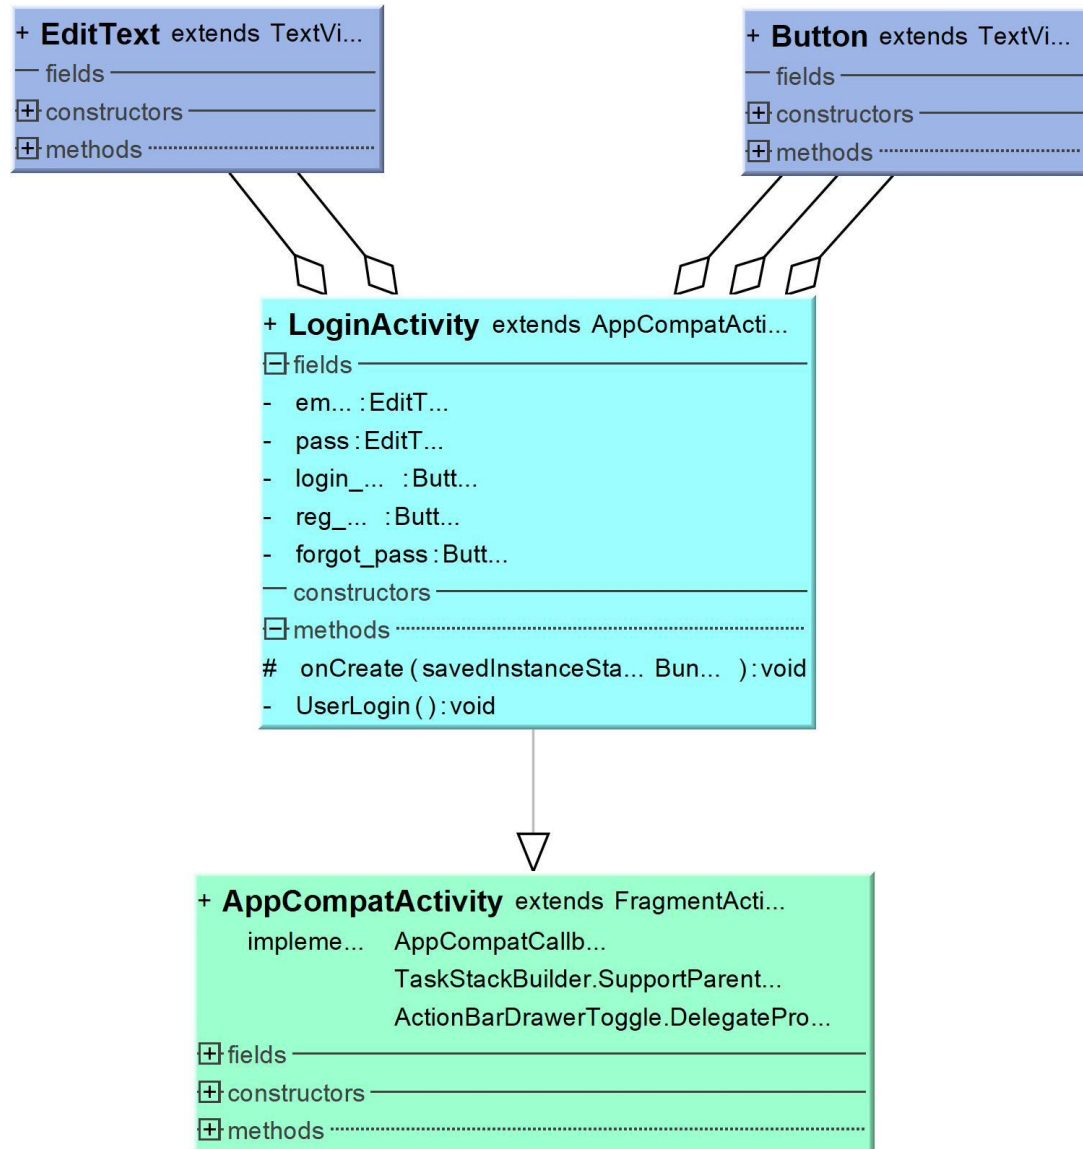 + EditText extends TextVi...
fields
+ constructors
+ methods
+ Button extends TextVi...
fields
+ constructors
+ methods
+ LoginActivity extends AppCompatActi...
- fields
- em... :EditT...
- pass:EditT...
- login_... :Butt...
- reg_... :Butt...
- forgot_pass:Butt...
constructors
- methods
# onCreate(savedInstanceSta... Bun... ):void
- UserLogin():void
+ AppCompatActivity extends FragmentActi...
impleme... AppCompatCallb...
TaskStackBuilder.SupportParent...
ActionBarDrawerToggle.DelegatePro...
+ fields
+ constructors
+ methods